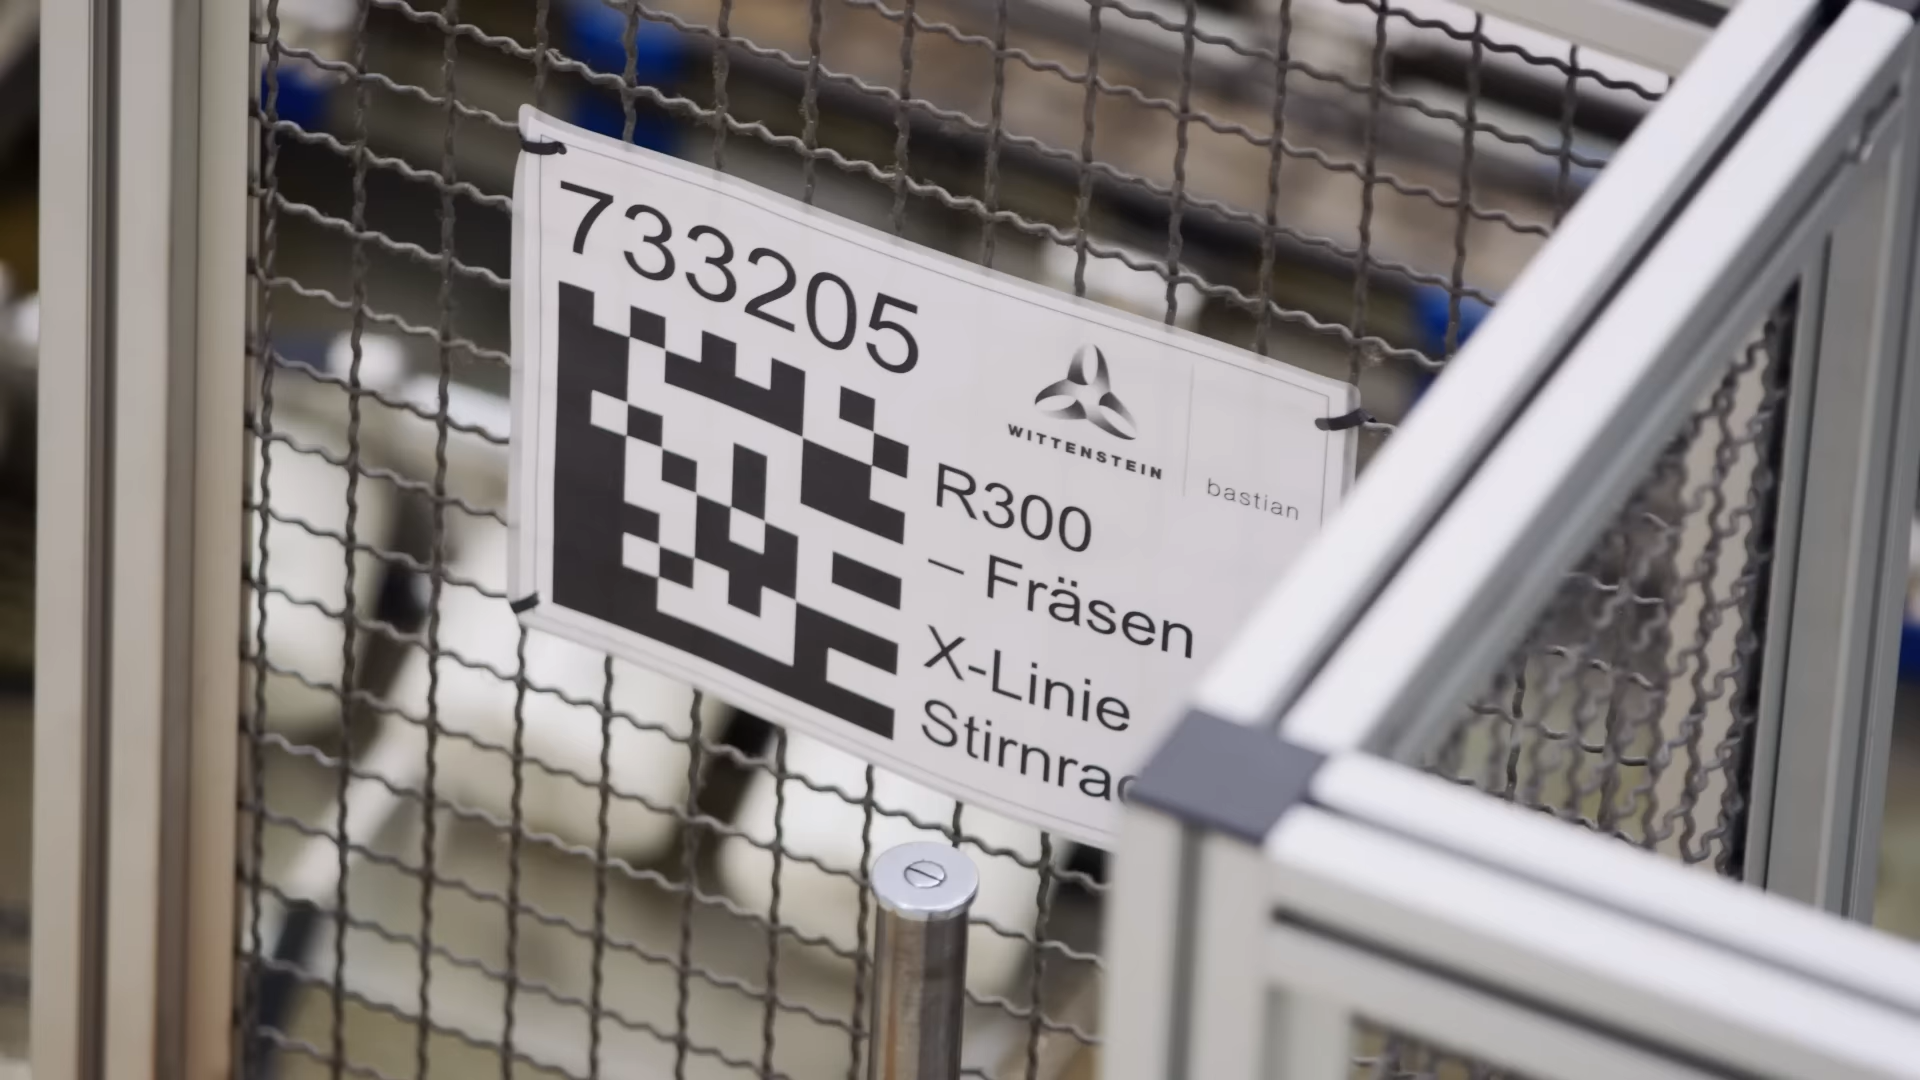 733205
WITTENSTEIN
bastian
R300
– Fräsen
X-Linie